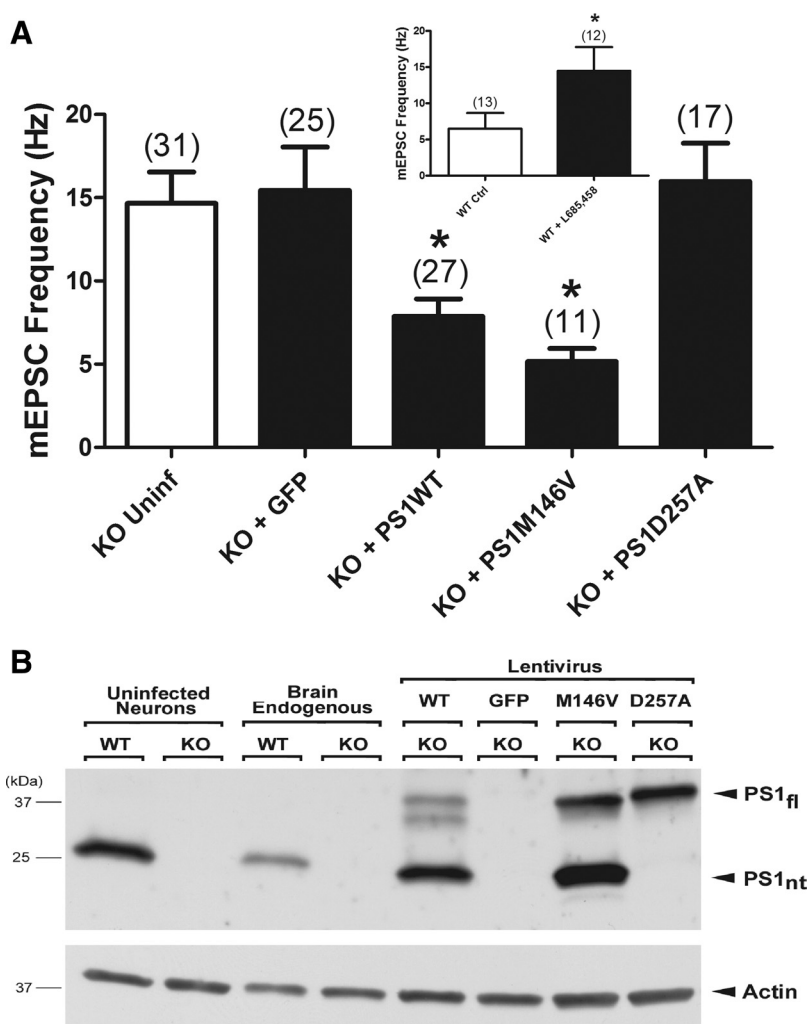 A
mEPSC Frequency (Hz)
20
15
10
5
0
(31)
(25)
*
(27)
*
(11)
(17)
KO Uninf
KO + GFP
KO + PS1WT
KO + PS1M146V
KO + PS1D257A
mEPSC Frequency (Hz)
20
15
10
5
0
(13)
*
(12)
WT Ctrl
WT + L685,458
B
Lentivirus
Uninfected Neurons
Brain Endogenous
WT GFP M146V D257A
WT KO WT KO KO KO KO KO
(kDa)
37
25
PS1fl
PS1nt
37
Actin